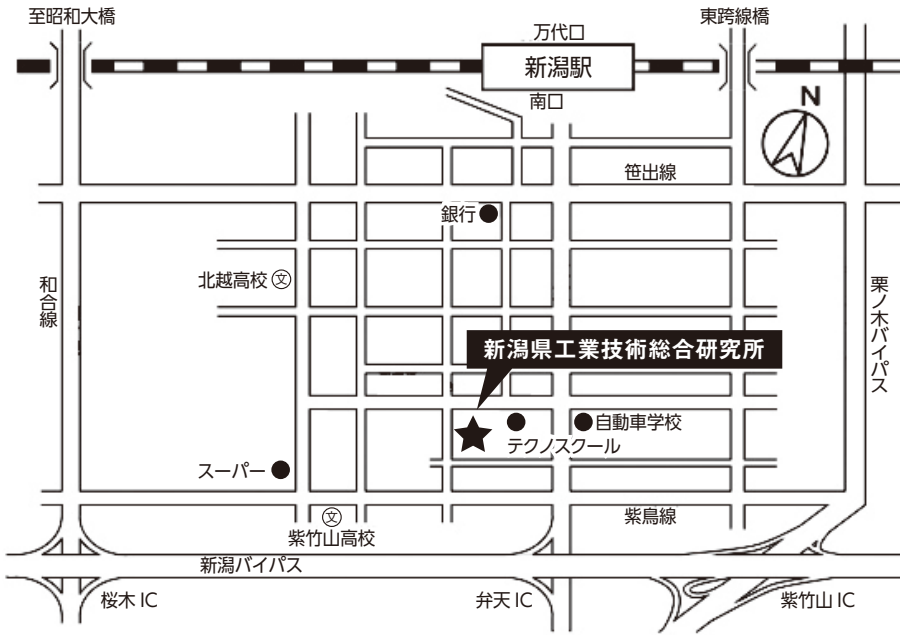 至昭和大橋
万代口
東跨線橋
新潟駅
南口
N
笹出線
銀行
和合線
北越高校 文
栗ノ木バイパス
新潟県工業技術総合研究所
自動車学校
テクノスクール
スーパー
文
紫鳥線
紫竹山高校
新潟バイパス
桜木 IC
弁天 IC
紫竹山 IC